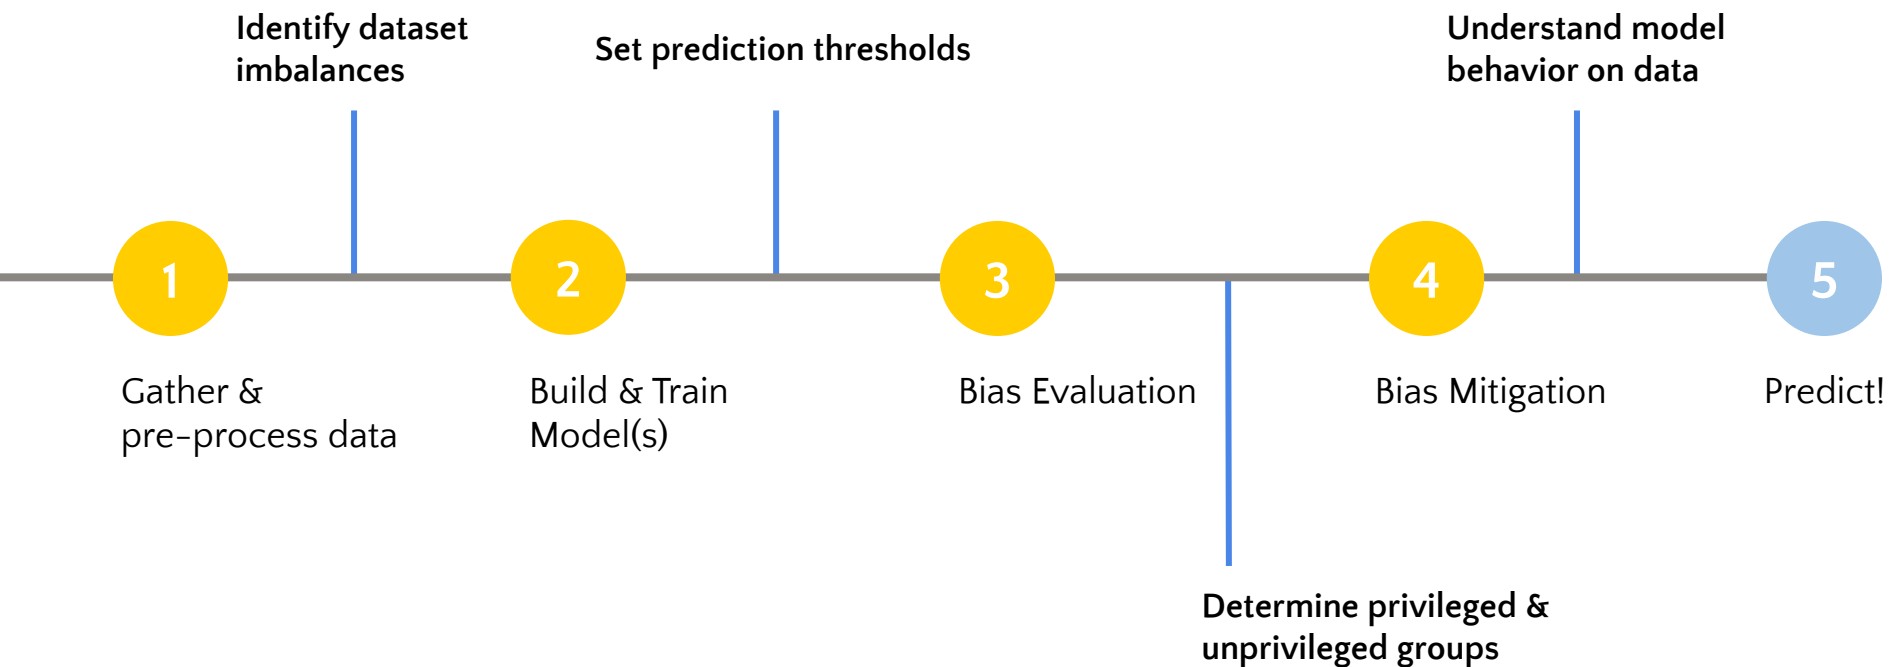 Identify dataset
imbalances
Set prediction thresholds
Understand model
behavior on data
1
2
3
4
5
Gather &
pre-process data
Build & Train
Model(s)
Bias Evaluation
Bias Mitigation
Predict!
Determine privileged &
unprivileged groups